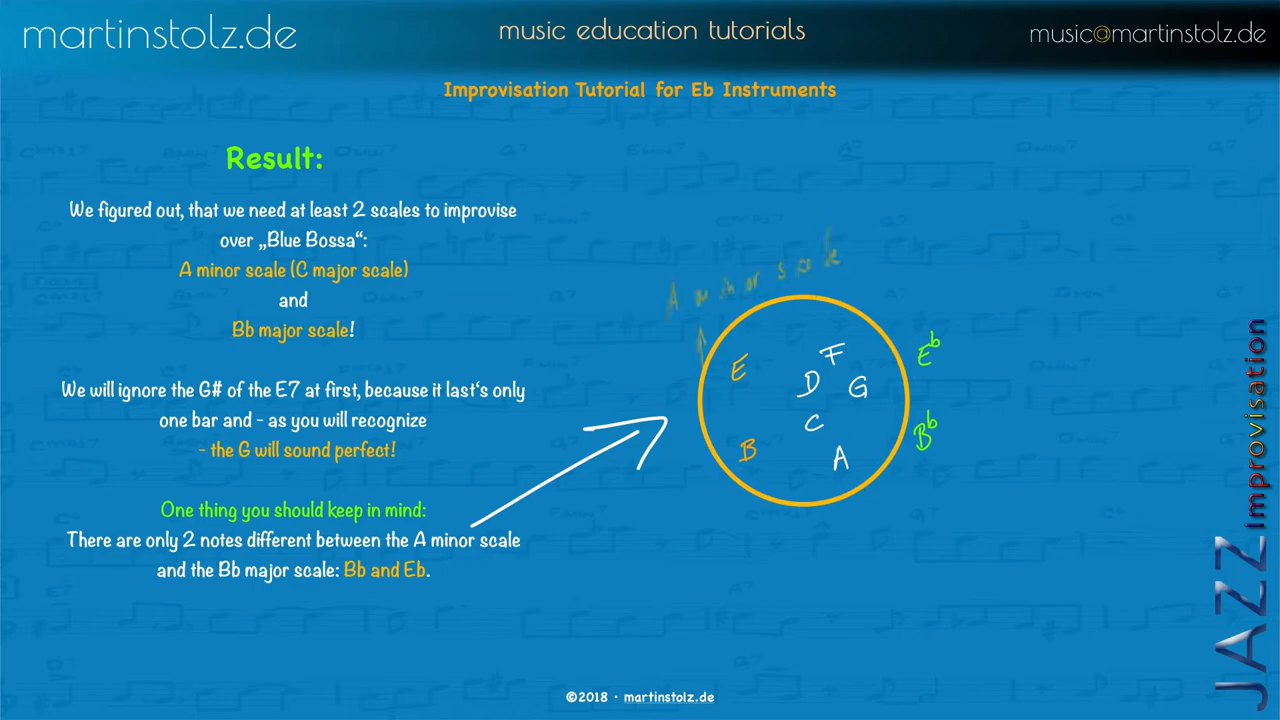 martinstolz.de
music education tutorials
music@martinstolz.de
Improvisation Tutorial for Eb Instruments
Result:
We figured out, that we need at least 2 scales to improvise
over „Blue Bossa“:
A minor scale (C major scale)
and
Bb major scale!
We will ignore the G# of the E7 at first, because it last's only
one bar and - as you will recognize
- the G will sound perfect!
One thing you should keep in mind:
There are only 2 notes different between the A minor scale
and the Bb major scale: Bb and Eb.
A minor scale
E
F
D
G
C
B
A
Eb
Bb
JAZZ Improvisation
©2018 · martinstolz.de